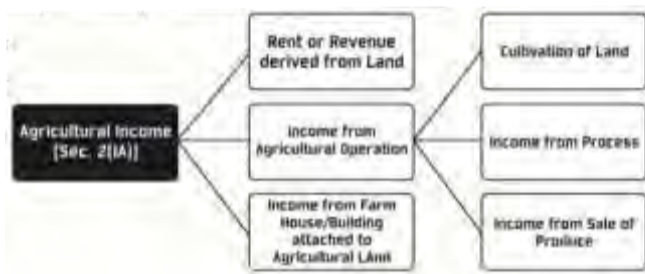 Rent or Revenue
derived from Land
Cultivation of Land
Agricultural Income
[Sec. 2(IA)]
Income from
Agricultural Operation
Income from Process
Income from Farm
House/Building
attached to
Agricultural LAnd
Income from Sale of
Produce